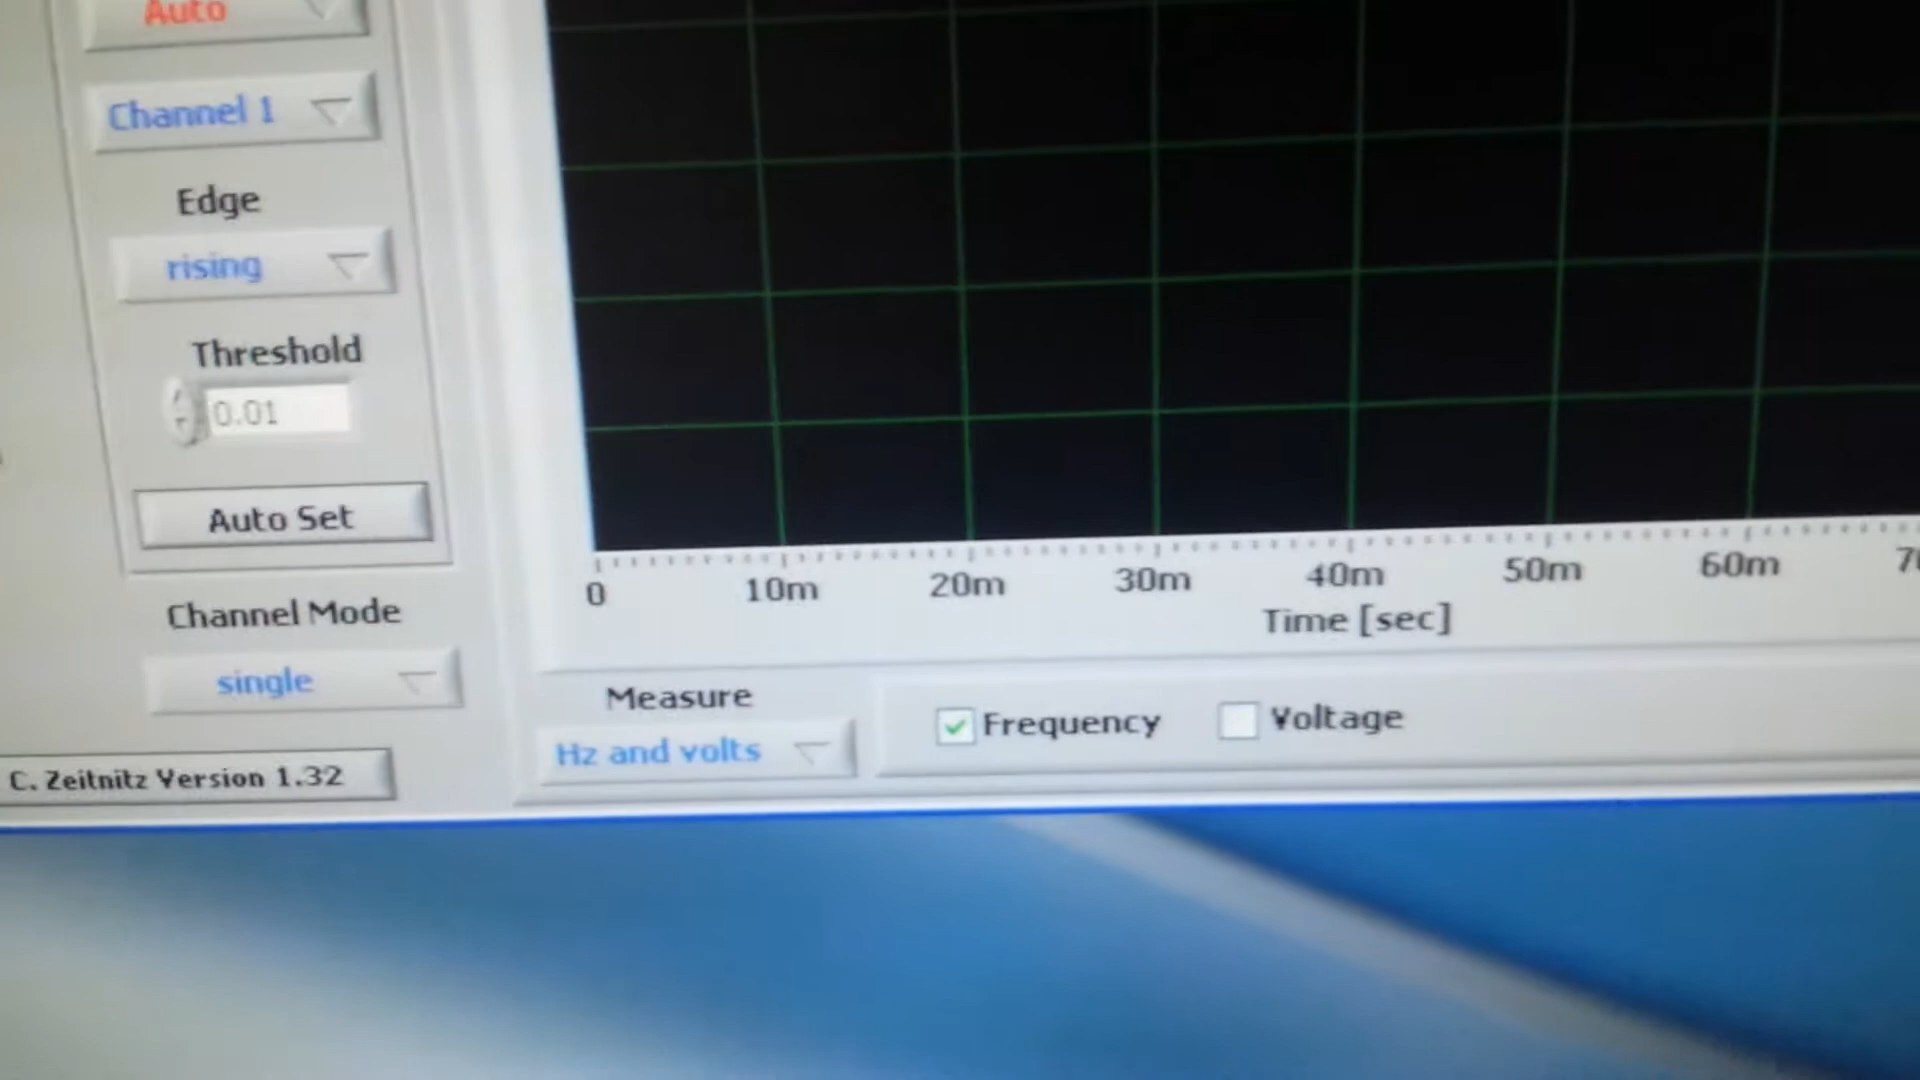 Auto
Channel 1
Edge
rising
Threshold
0.01
Auto Set
Channel Mode
single
C. Zeitnitz Version 1.32
0 10m 20m 30m 40m 50m 60m
Time [sec]
Measure
Hz and volts
Frequency Voltage